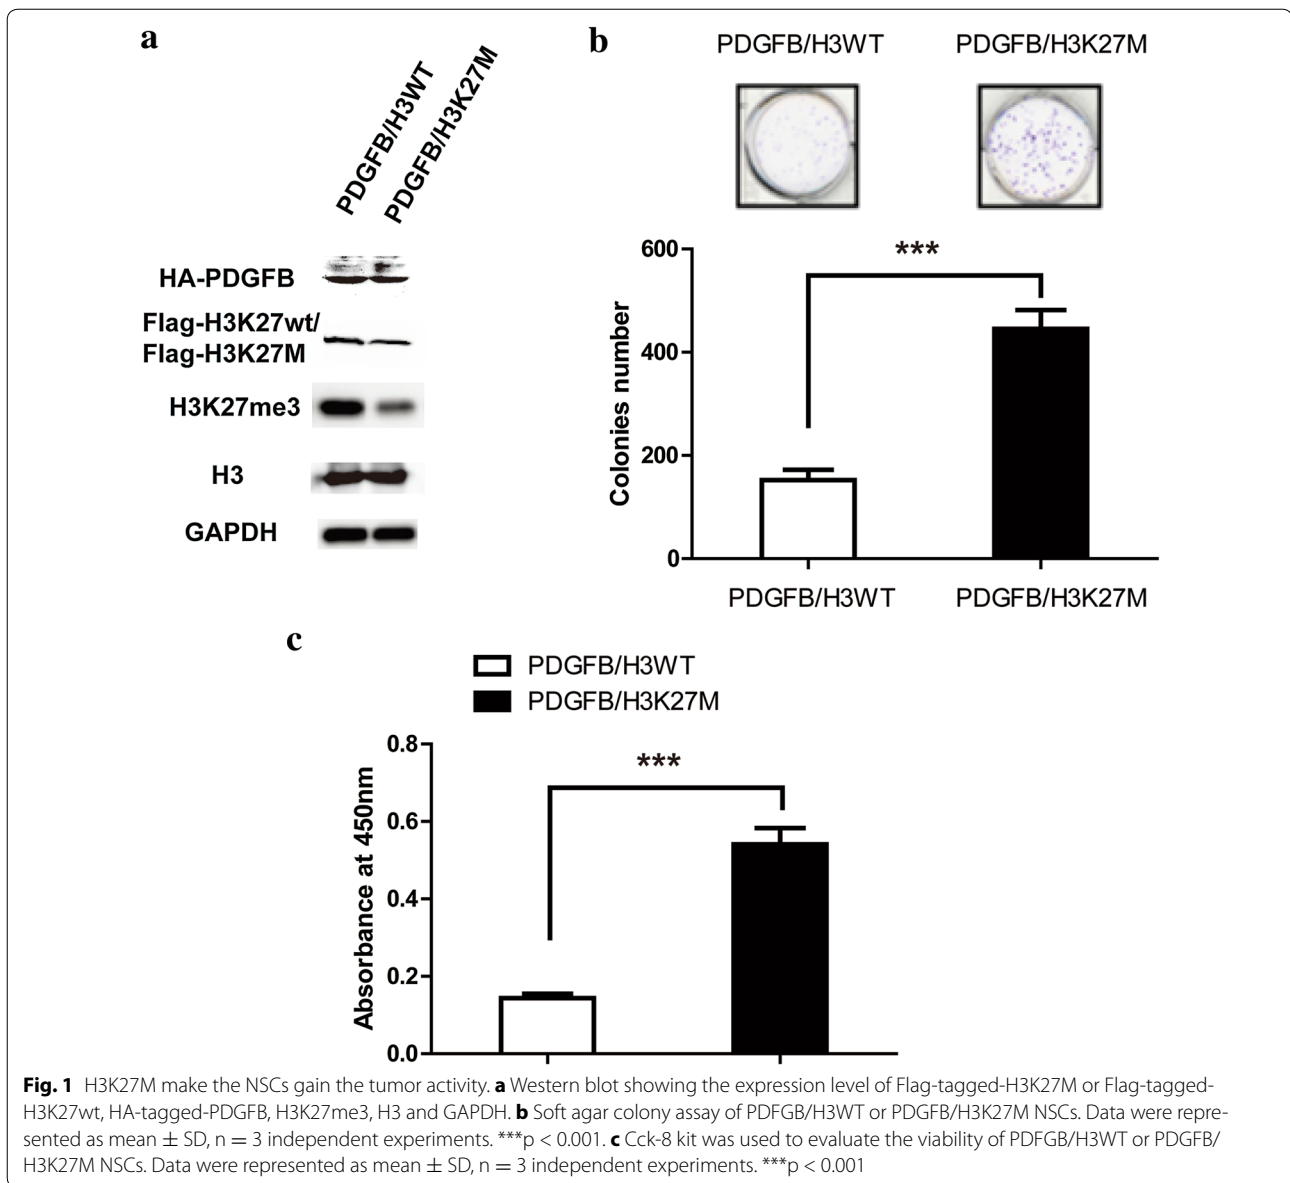 a
PDGFB/H3WT
PDGFB/H3K27M
HA-PDGFB
Flag-H3K27wt/
Flag-H3K27M
H3K27me3
H3
GAPDH
b
PDGFB/H3WT PDGFB/H3K27M
***
600
400
200
0
Colonies number
PDGFB/H3WT PDGFB/H3K27M
c
PDGFB/H3WT
PDGFB/H3K27M
***
0.8
0.6
0.4
0.2
0.0
Absorbance at 450nm
Fig. 1 H3K27M make the NSCs gain the tumor activity. a Western blot showing the expression level of Flag-tagged-H3K27M or Flag-tagged-
H3K27wt, HA-tagged-PDGFB, H3K27me3, H3 and GAPDH. b Soft agar colony assay of PDFGB/H3WT or PDGFB/H3K27M NSCs. Data were repre-
sented as mean ± SD, n = 3 independent experiments. ***p < 0.001. c Cck-8 kit was used to evaluate the viability of PDFGB/H3WT or PDGFB/
H3K27M NSCs. Data were represented as mean ± SD, n = 3 independent experiments. ***p < 0.001